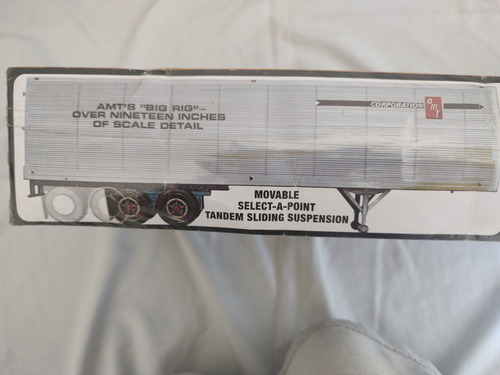 AMT'S "BIG RIG"–
OVER NINETEEN INCHES
OF SCALE DETAIL
CORPORATION amt
MOVABLE
SELECT-A-POINT
TANDEM SLIDING SUSPENSION